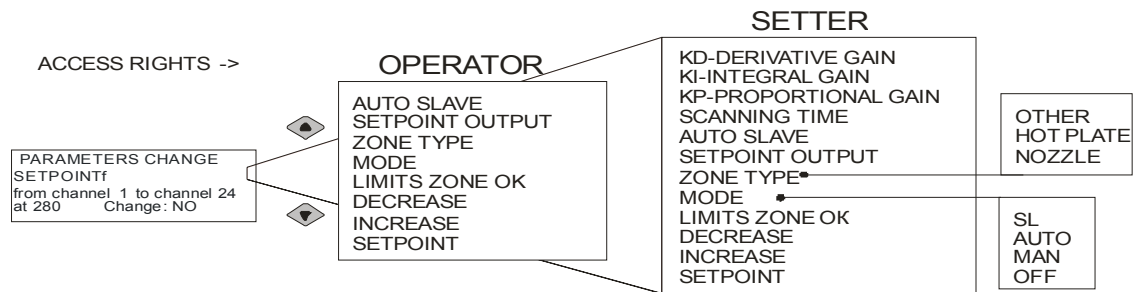 SETTER
ACCESS RIGHTS ->
OPERATOR
PARAMETERS CHANGE
SETPOINTf
from channel 1 to channel 24
at 280 Change: NO
AUTO SLAVE
SETPOINT OUTPUT
ZONE TYPE
MODE
LIMITS ZONE OK
DECREASE
INCREASE
SETPOINT
KD-DERIVATIVE GAIN
KI-INTEGRAL GAIN
KP-PROPORTIONAL GAIN
SCANNING TIME
AUTO SLAVE
SETPOINT OUTPUT
ZONE TYPE
MODE
LIMITS ZONE OK
DECREASE
INCREASE
SETPOINT
OTHER
HOT PLATE
NOZZLE
SL
AUTO
MAN
OFF